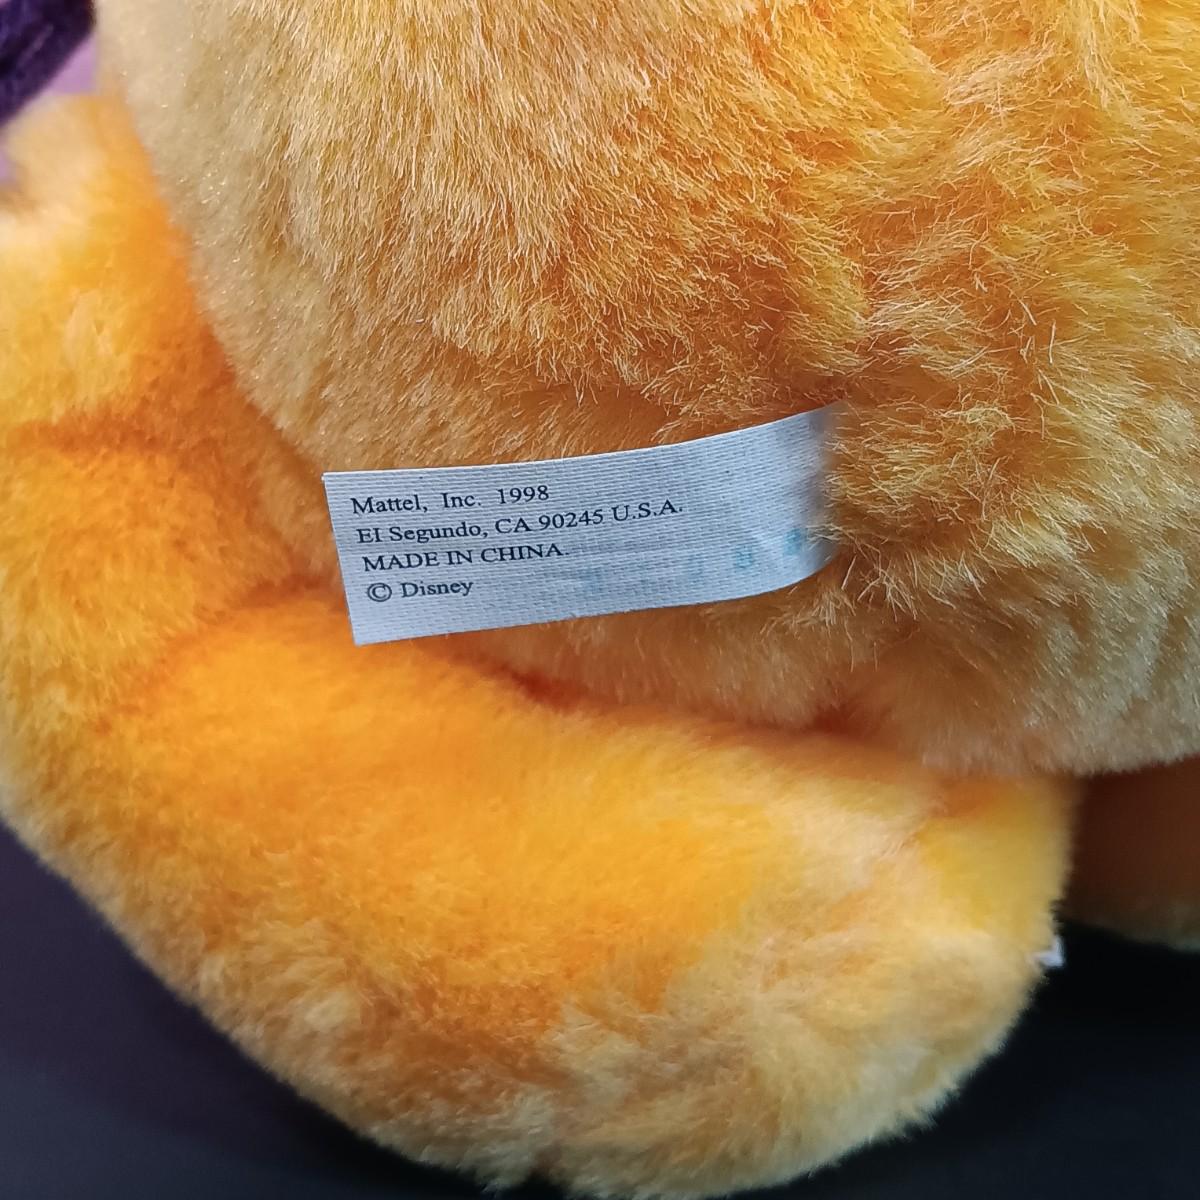 Mattel, Inc. 1998
El Segundo, CA 90245 U.S.A.
MADE IN CHINA.
© Disney